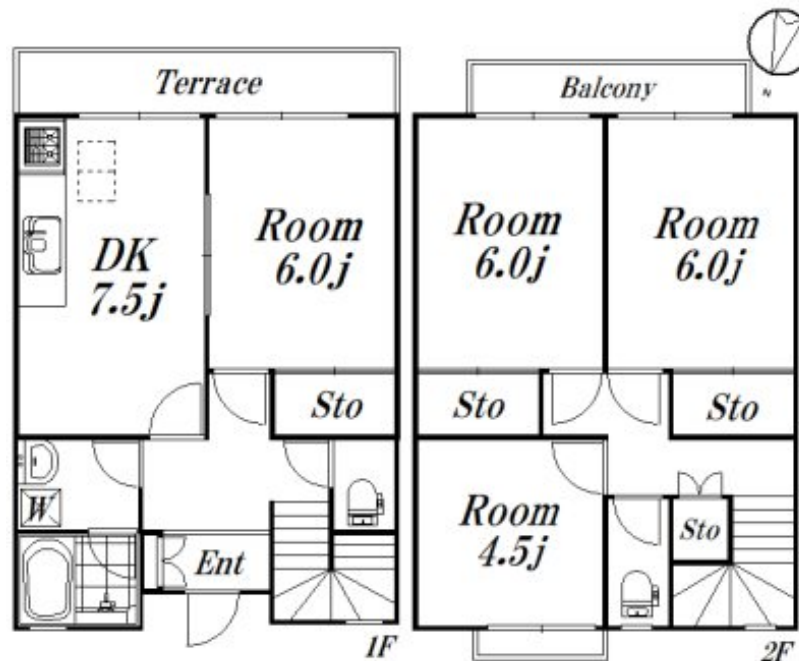 Terrace
DK
7.5j
Room
6.0j
Sto
W
Ent
1F
N
Balcony
Room
6.0j
Room
6.0j
Sto
Sto
Room
4.5j
Sto
2F